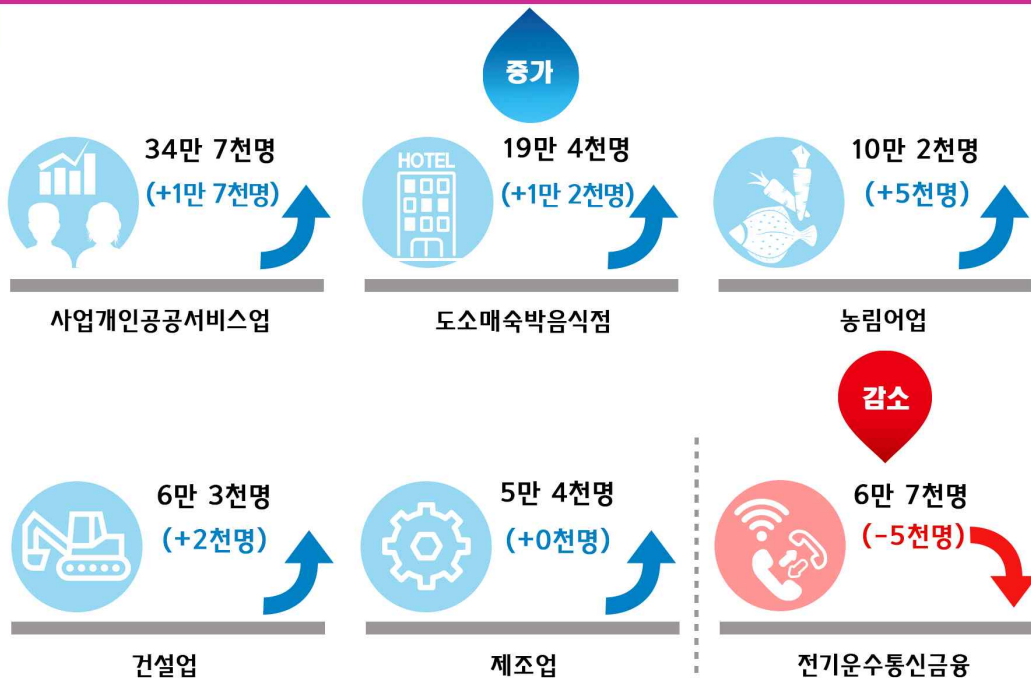 증가
34만 7천명
(+1만 7천명)
사업개인공공서비스업
HOTEL
19만 4천명
(+1만 2천명)
도소매숙박음식점
10만 2천명
(+5천명)
농림어업
6만 3천명
(+2천명)
건설업
5만 4천명
(+0천명)
제조업
감소
6만 7천명
(-5천명)
전기운수통신금융